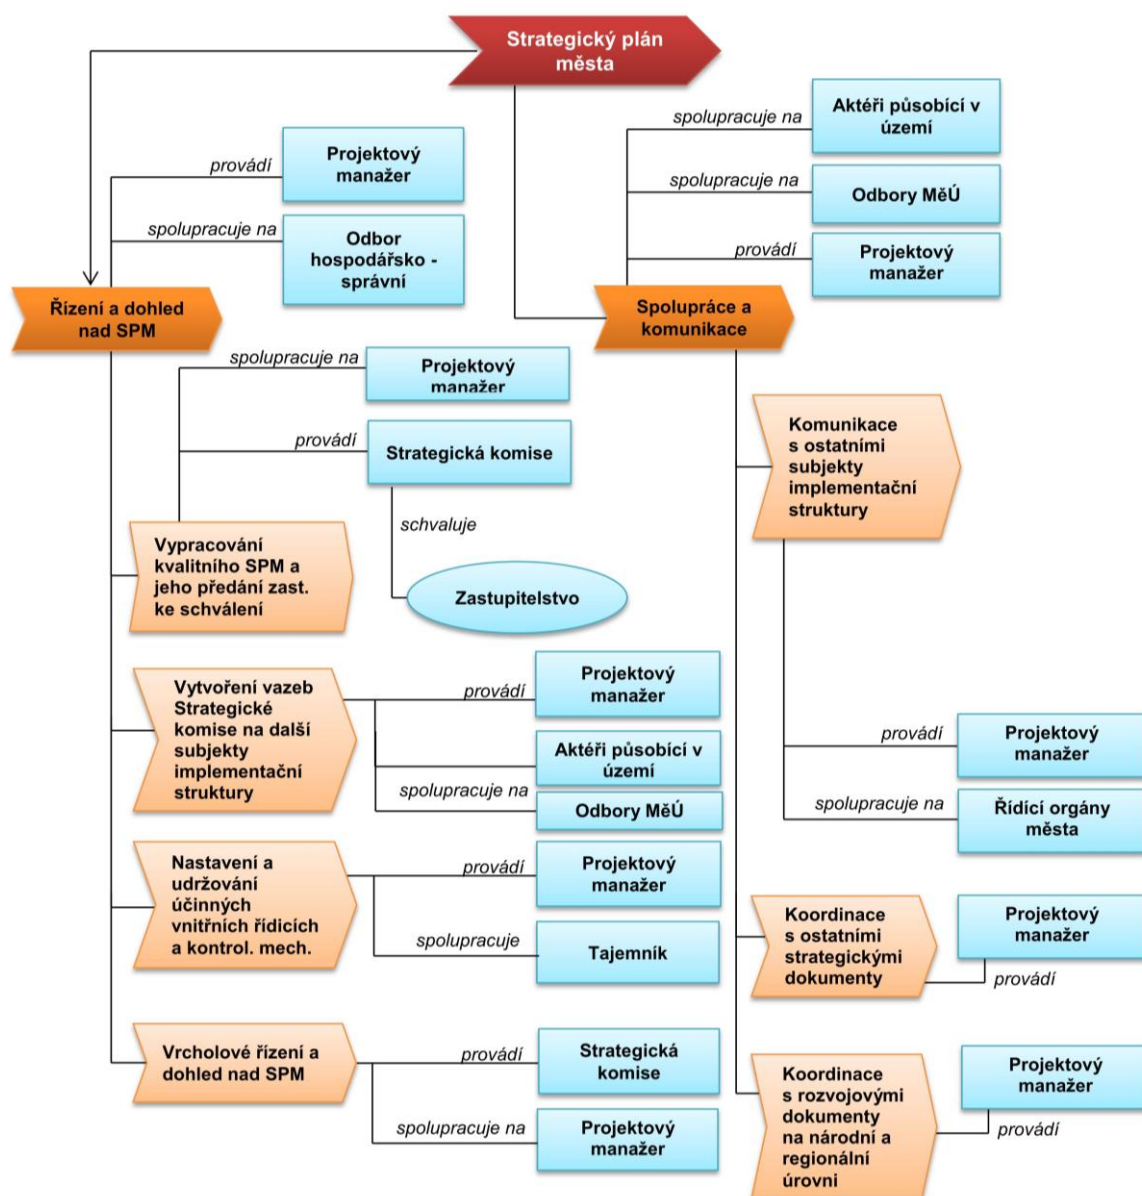 Strategický plán
města
spolupracuje na
Aktéři působící v
území
provádí
Projektový
manažer
spolupracuje na
Odbory MěÚ
spolupracuje na
Odbor
hospodářsko -
správní
provádí
Projektový
manažer
Řízení a dohled
nad SPM
Spolupráce a
komunikace
spolupracuje na
Projektový
manažer
provádí
Strategická komise
schvaluje
Zastupitelstvo
Vypracování
kvalitního SPM a
jeho předání zast.
ke schválení
Komunikace
s ostatními
subjekty
implementační
struktury
Vytvoření vazeb
Strategické
komise na další
subjekty
implementační
struktury
provádí
Projektový
manažer
Aktéři působící v
území
spolupracuje na
Odbory MěÚ
provádí
Projektový
manažer
spolupracuje na
Řídící orgány
města
Nastavení a
udržování
účinných
vnitřních řídicích
a kontrol. mech.
provádí
Projektový
manažer
spolupracuje
Tajemník
Koordinace
s ostatními
strategickými
dokumenty
Projektový
manažer
provádí
Vrcholové řízení a
dohled nad SPM
provádí
Strategická
komise
spolupracuje na
Projektový
manažer
Koordinace
s rozvojovými
dokumenty
na národní a
regionální
úrovni
Projektový
manažer
provádí